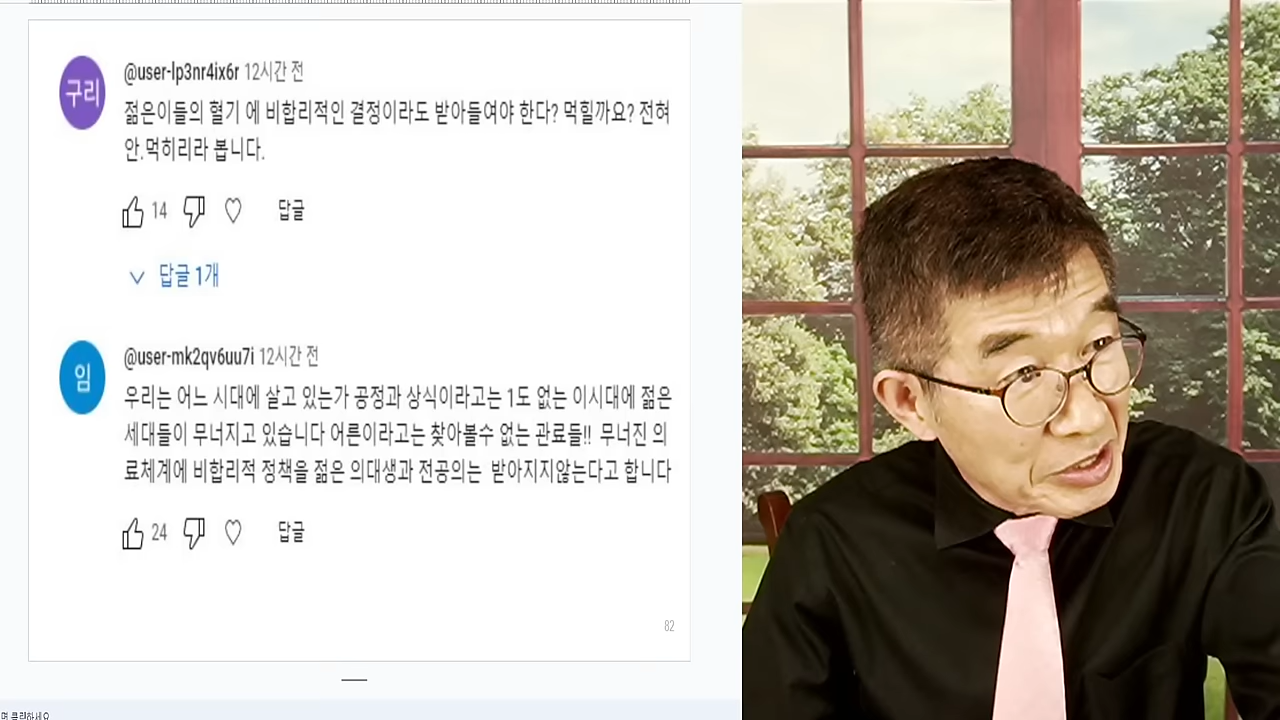 구리
@user-lp3nr4ix6r 12시간 전
젊은이들의 혈기 에 비합리적인 결정이라도 받아들여야 한다? 먹힐까요? 전혀
안.먹히리라 봅니다.
14
답글
답글 1개
임
@user-mk2qv6uu7i 12시간 전
우리는 어느 시대에 살고 있는가 공정과 상식이라고는 1도 없는 이시대에 젊은
세대들이 무너지고 있습니다 어른이라고는 찾아볼수 없는 관료들!! 무너진 의
료체계에 비합리적 정책을 젊은 의대생과 전공의는 받아지지않는다고 합니다
24
답글
82